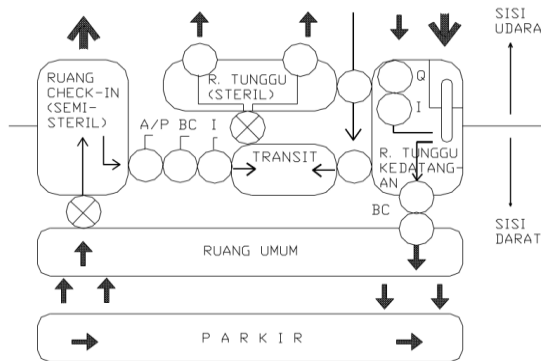 SISI
UDARA
RUANG
CHECK-IN
(SEMI-
STERIL)
R. TUNGGU
(STERIL)
Q
I
A/P BC I
TRANSIT
R. TUNGGU
KEDATANG-
AN
BC
SISI
DARAT
RUANG UMUM
PARKIR